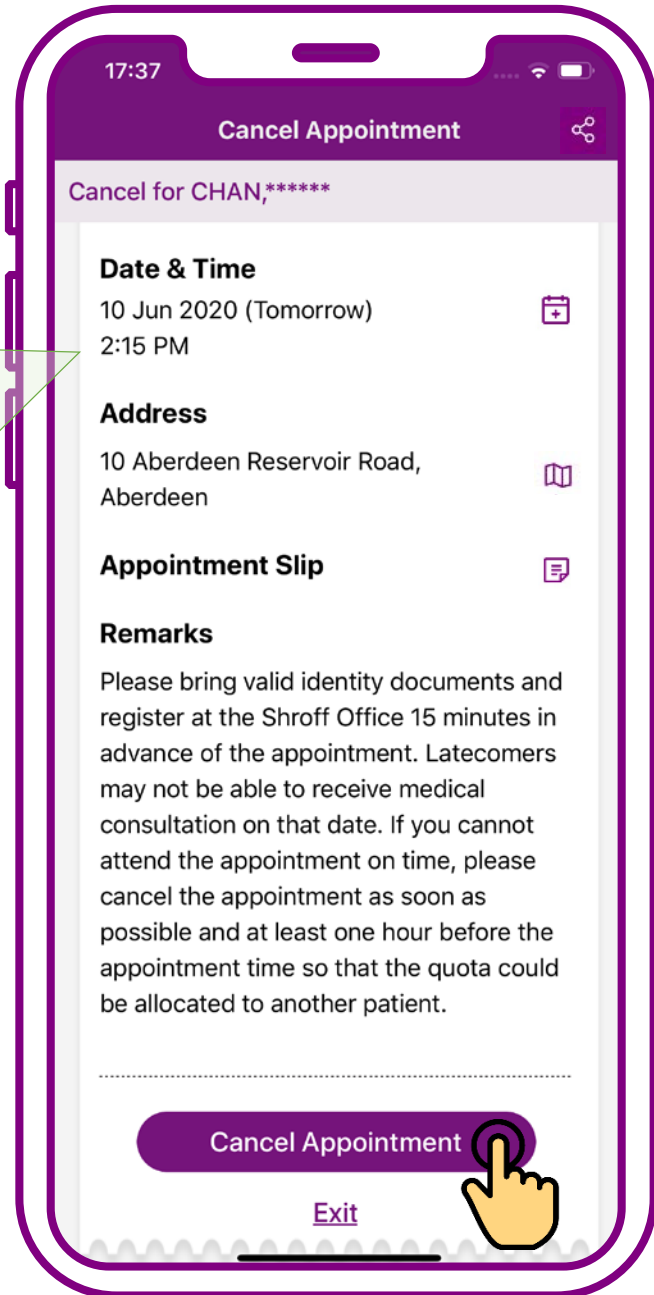 17:37
Cancel Appointment
Cancel for CHAN,******
Date & Time
10 Jun 2020 (Tomorrow)
2:15 PM
Address
10 Aberdeen Reservoir Road,
Aberdeen
Appointment Slip
Remarks
Please bring valid identity documents and
register at the Shroff Office 15 minutes in
advance of the appointment. Latecomers
may not be able to receive medical
consultation on that date. If you cannot
attend the appointment on time, please
cancel the appointment as soon as
possible and at least one hour before the
appointment time so that the quota could
be allocated to another patient.
Cancel Appointment
Exit